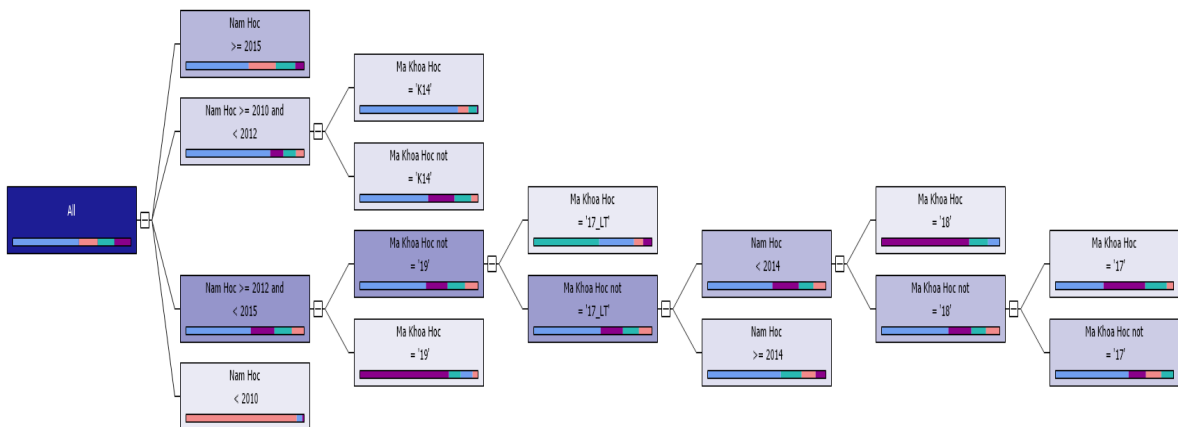 All
Nam Hoc
>= 2015
Nam Hoc >= 2010 and
< 2012
Nam Hoc >= 2012 and
< 2015
Nam Hoc
< 2010
Ma Khoa Hoc
= 'K14'
Ma Khoa Hoc not
= 'K14'
Ma Khoa Hoc not
= '19'
Ma Khoa Hoc
= '19'
Ma Khoa Hoc
= '17_LT'
Ma Khoa Hoc not
= '17_LT'
Nam Hoc
< 2014
Nam Hoc
>= 2014
Ma Khoa Hoc
= '18'
Ma Khoa Hoc not
= '18'
Ma Khoa Hoc
= '17'
Ma Khoa Hoc not
= '17'